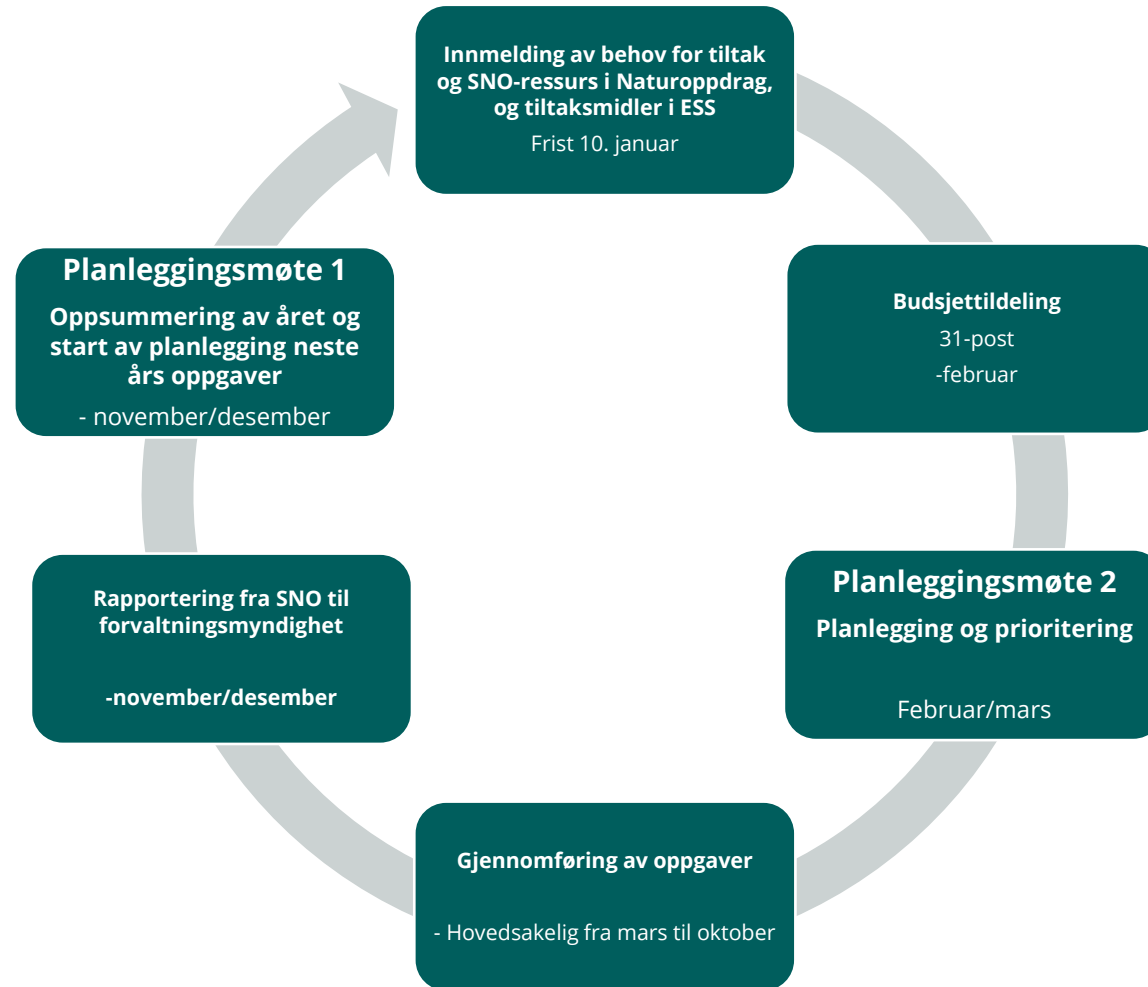 Innmelding av behov for tiltak
og SNO-ressurs i Naturoppdrag,
og tiltaksmidler i ESS
Frist 10. januar
Budsjettildeling
31-post
-februar
Planleggingsmøte 2
Planlegging og prioritering
Februar/mars
Gjennomføring av oppgaver
- Hovedsakelig fra mars til oktober
Rapportering fra SNO til
forvaltningsmyndighet
-november/desember
Planleggingsmøte 1
Oppsummering av året og
start av planlegging neste
års oppgaver
- november/desember